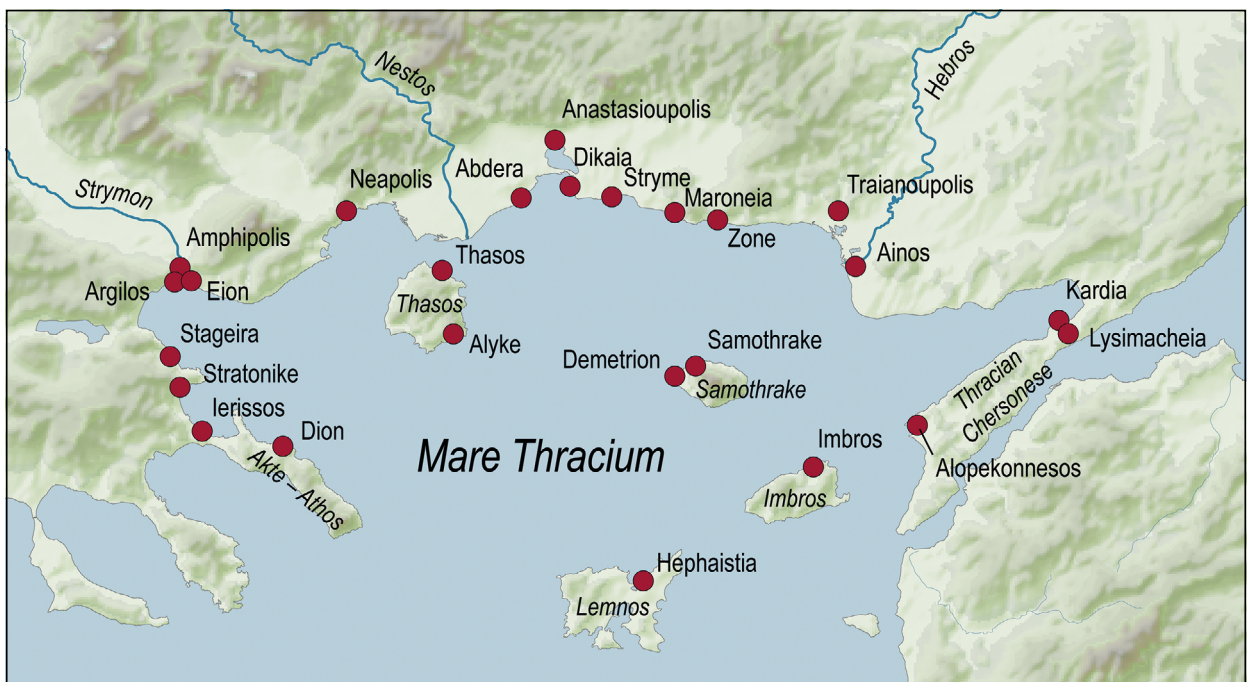 Nestos
Hebros
Anastasioupolis
Dikaia
Abdera
Stryme
Neapolis
Strymon
Maroneia
Traianoupolis
Zone
Amphipolis
Thasos
Ainos
Argilos
Eion
Thasos
Kardia
Alyke
Stageira
Lysimacheia
Samothrake
Demetrion
Stratonike
Samothrake
Thracian
Chersonese
Ierissos
Dion
Mare Thracium
Imbros
Alopekonnesos
Akte – Athos
Imbros
Hephaistia
Lemnos